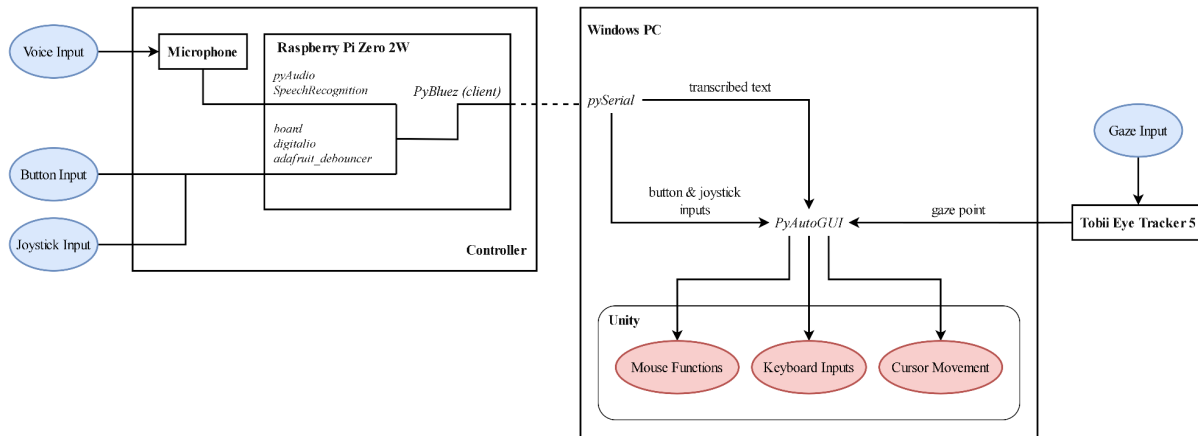 Voice Input
Microphone
Raspberry Pi Zero 2W
pyAudio
SpeechRecognition
PyBluez (client)
board
digitalio
adafruit_debouncer
Button Input
Joystick Input
Controller
Windows PC
pySerial
transcribed text
button & joystick
inputs
PyAutoGUI
gaze point
Gaze Input
Tobii Eye Tracker 5
Unity
Mouse Functions
Keyboard Inputs
Cursor Movement